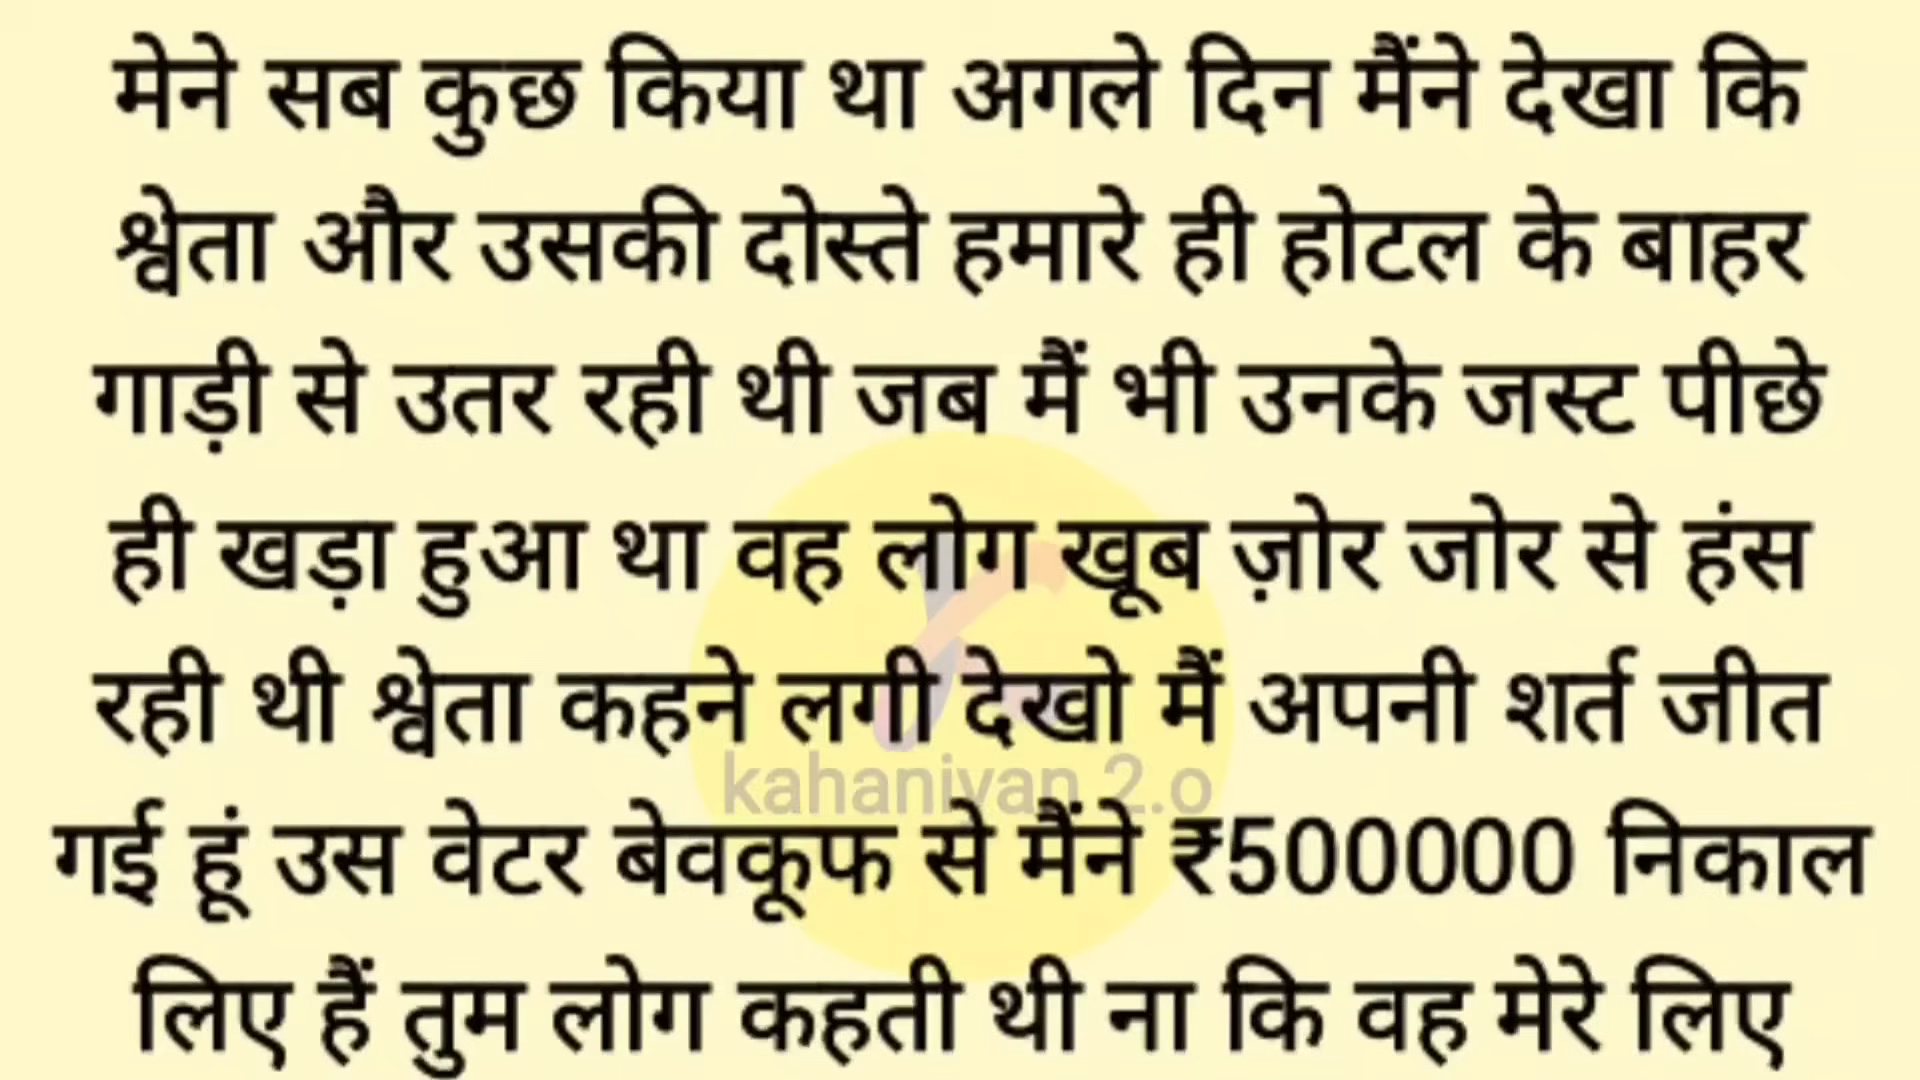 मेने सब कुछ किया था अगले दिन मैंने देखा कि
श्वेता और उसकी दोस्ते हमारे ही होटल के बाहर
गाड़ी से उतर रही थी जब मैं भी उनके जस्ट पीछे
ही खड़ा हुआ था वह लोग खूब ज़ोर जोर से हंस
रही थी श्वेता कहने लगी देखो मैं अपनी शर्त जीत
kahaniyan 2.o
गई हूं उस वेटर बेवकूफ से मैंने ₹500000 निकाल
लिए हैं तुम लोग कहती थी ना कि वह मेरे लिए